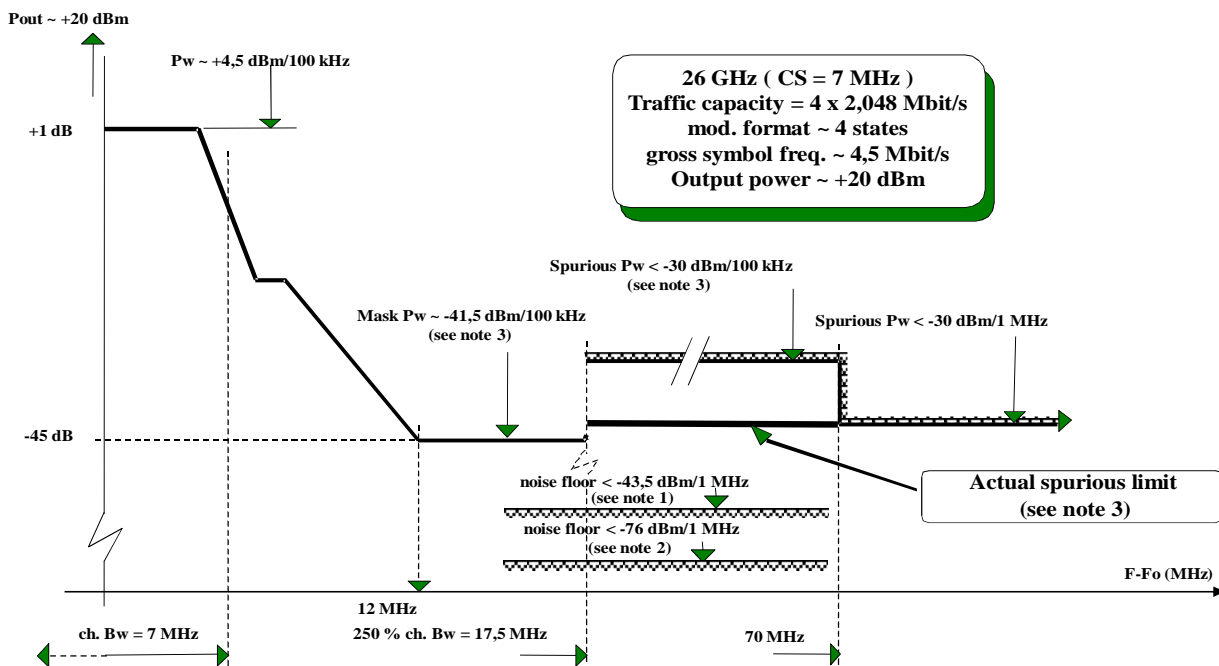 Pout ~ +20 dBm
Pw ~ +4,5 dBm/100 kHz
26 GHz ( CS = 7 MHz )
Traffic capacity = 4 x 2,048 Mbit/s
mod. format ~ 4 states
gross symbol freq. ~ 4,5 Mbit/s
Output power ~ +20 dBm
+1 dB
Spurious Pw < -30 dBm/100 kHz
(see note 3)
Mask Pw ~ -41,5 dBm/100 kHz
(see note 3)
Spurious Pw < -30 dBm/1 MHz
-45 dB
noise floor < -43,5 dBm/1 MHz
(see note 1)
Actual spurious limit
(see note 3)
noise floor < -76 dBm/1 MHz
(see note 2)
F-Fo (MHz)
12 MHz
ch. Bw = 7 MHz
250 % ch. Bw = 17,5 MHz
70 MHz